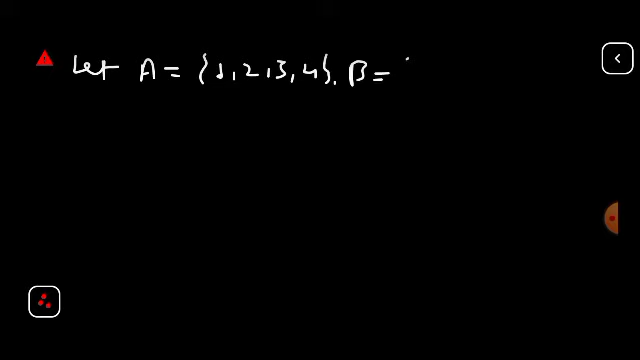 Let A = {1, 2, 3, 4}, B =